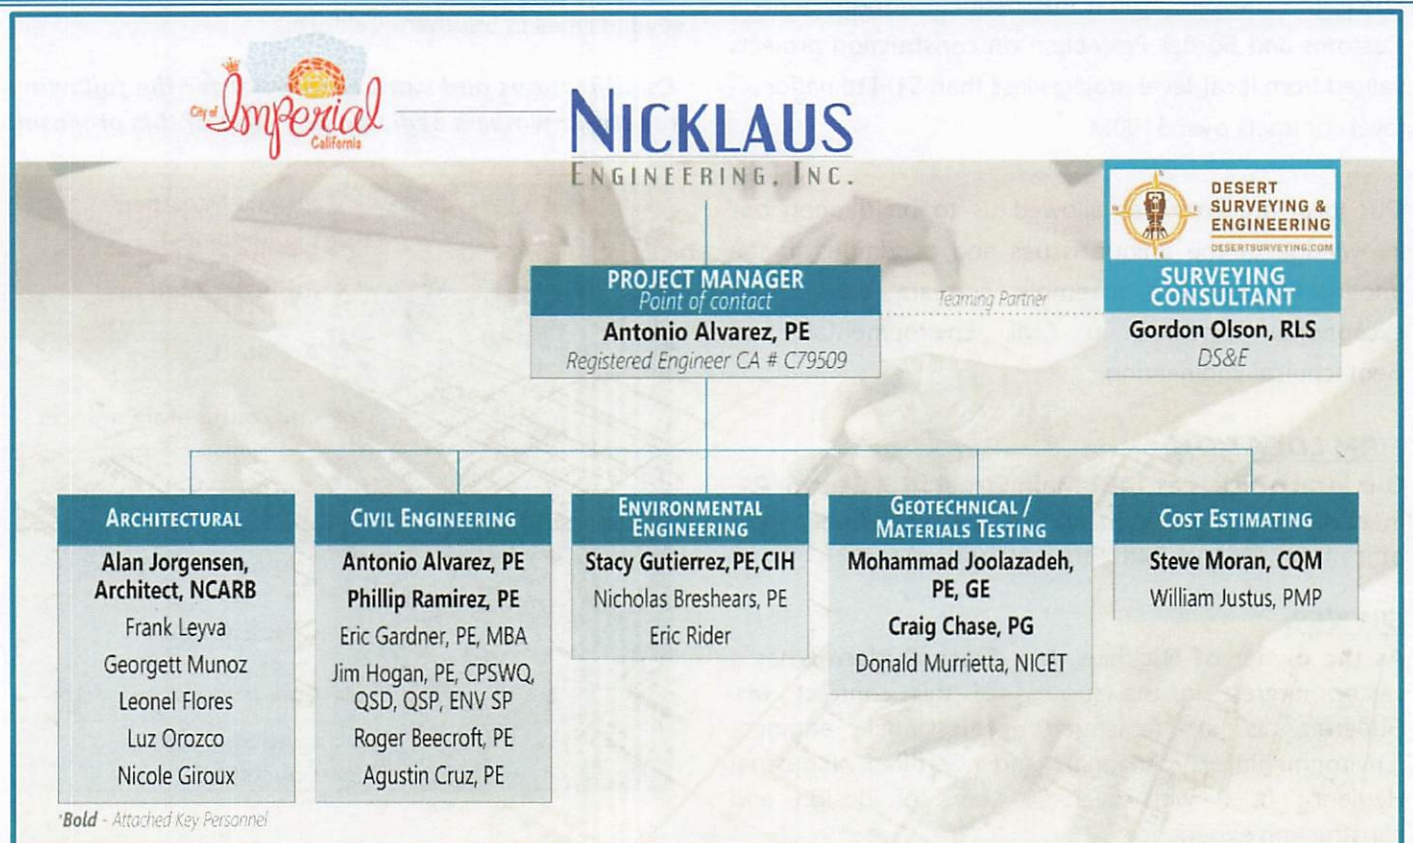 City of Imperial
California
NICKLAUS
ENGINEERING, INC.
DESERT
SURVEYING &
ENGINEERING
DESERTSURVEYING.COM
PROJECT MANAGER
Point of contact
Antonio Alvarez, PE
Registered Engineer CA # C79509
Teaming Partner
SURVEYING
CONSULTANT
Gordon Olson, RLS
DS&E
ARCHITECTURAL
Alan Jorgensen,
Architect, NCARB
Frank Leyva
Georgett Munoz
Leonel Flores
Luz Orozco
Nicole Giroux
CIVIL ENGINEERING
Antonio Alvarez, PE
Phillip Ramirez, PE
Eric Gardner, PE, MBA
Jim Hogan, PE, CPSWQ,
QSD, QSP, ENV SP
Roger Beecroft, PE
Agustin Cruz, PE
ENVIRONMENTAL
ENGINEERING
Stacy Gutierrez, PE, CIH
Nicholas Breshears, PE
Eric Rider
GEOTECHNICAL /
MATERIALS TESTING
Mohammad Joolazadeh,
PE, GE
Craig Chase, PG
Donald Murrietta, NICET
COST ESTIMATING
Steve Moran, CQM
William Justus, PMP
*Bold - Attached Key Personnel